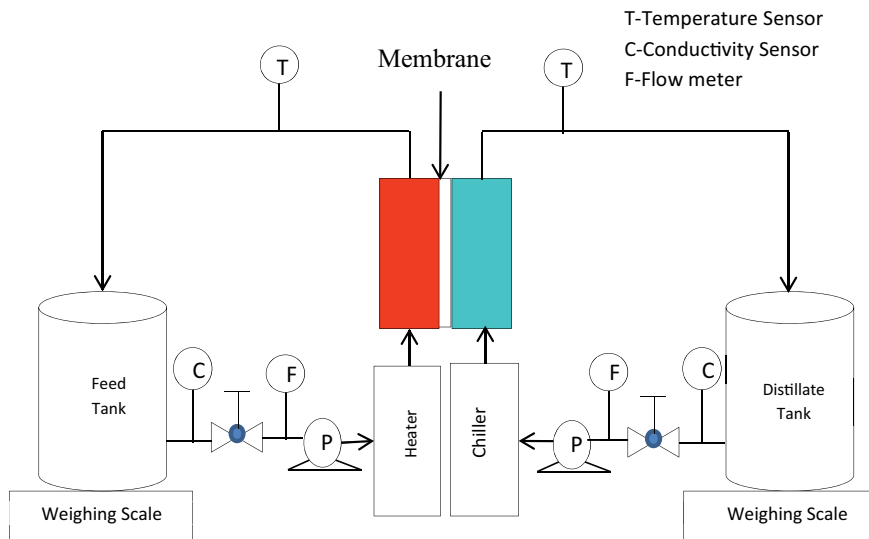 T-Temperature Sensor
C-Conductivity Sensor
F-Flow meter
T
Membrane
T
Feed
Tank
C
F
P
Heater
Chiller
P
F
C
Distillate
Tank
Weighing Scale
Weighing Scale